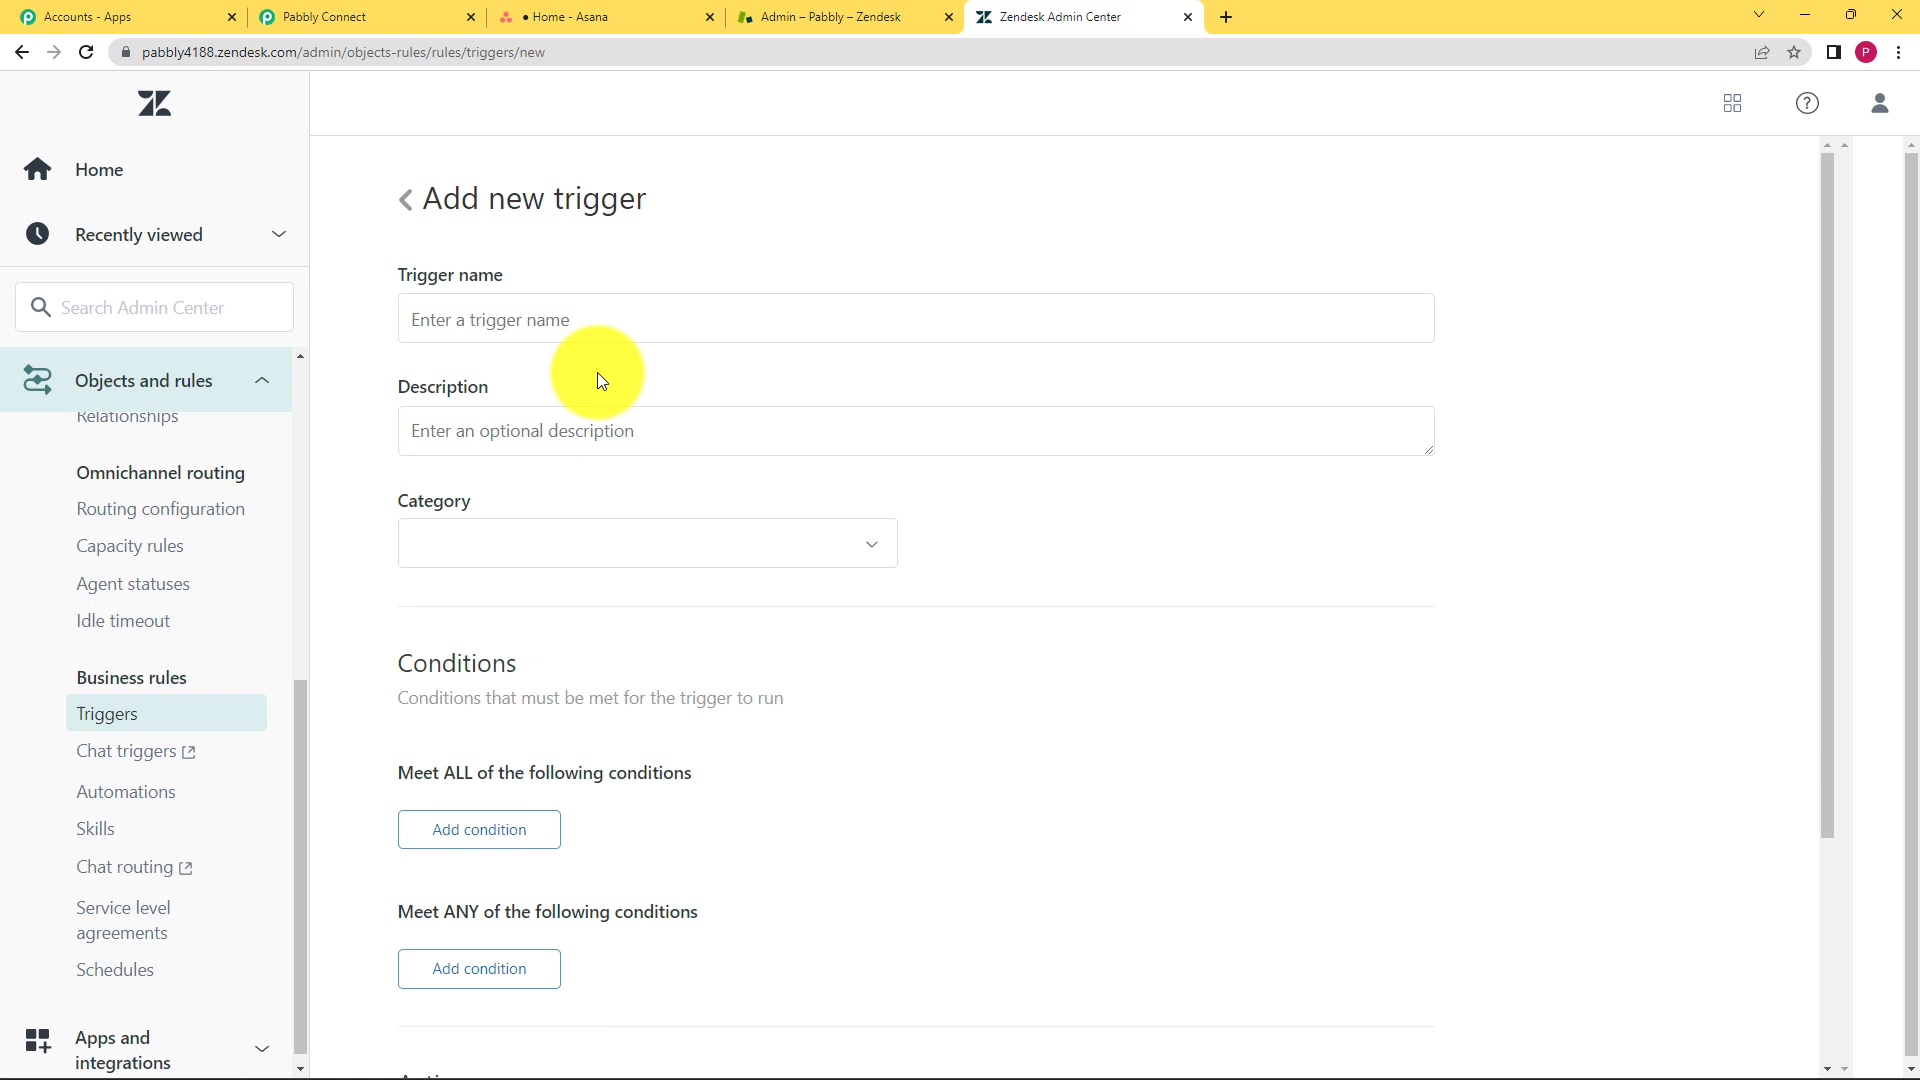 Accounts - Apps
Pabbly Connect
• Home - Asana
Admin – Pabbly – Zendesk
Zendesk Admin Center
pabbly4188.zendesk.com/admin/objects-rules/rules/triggers/new
P
Home
Recently viewed
Search Admin Center
Objects and rules
Relationships
Omnichannel routing
Routing configuration
Capacity rules
Agent statuses
Idle timeout
Business rules
Triggers
Chat triggers
Automations
Skills
Chat routing
Service level
agreements
Schedules
Apps and
integrations
Add new trigger
Trigger name
Enter a trigger name
Description
Enter an optional description
Category
Conditions
Conditions that must be met for the trigger to run
Meet ALL of the following conditions
Add condition
Meet ANY of the following conditions
Add condition